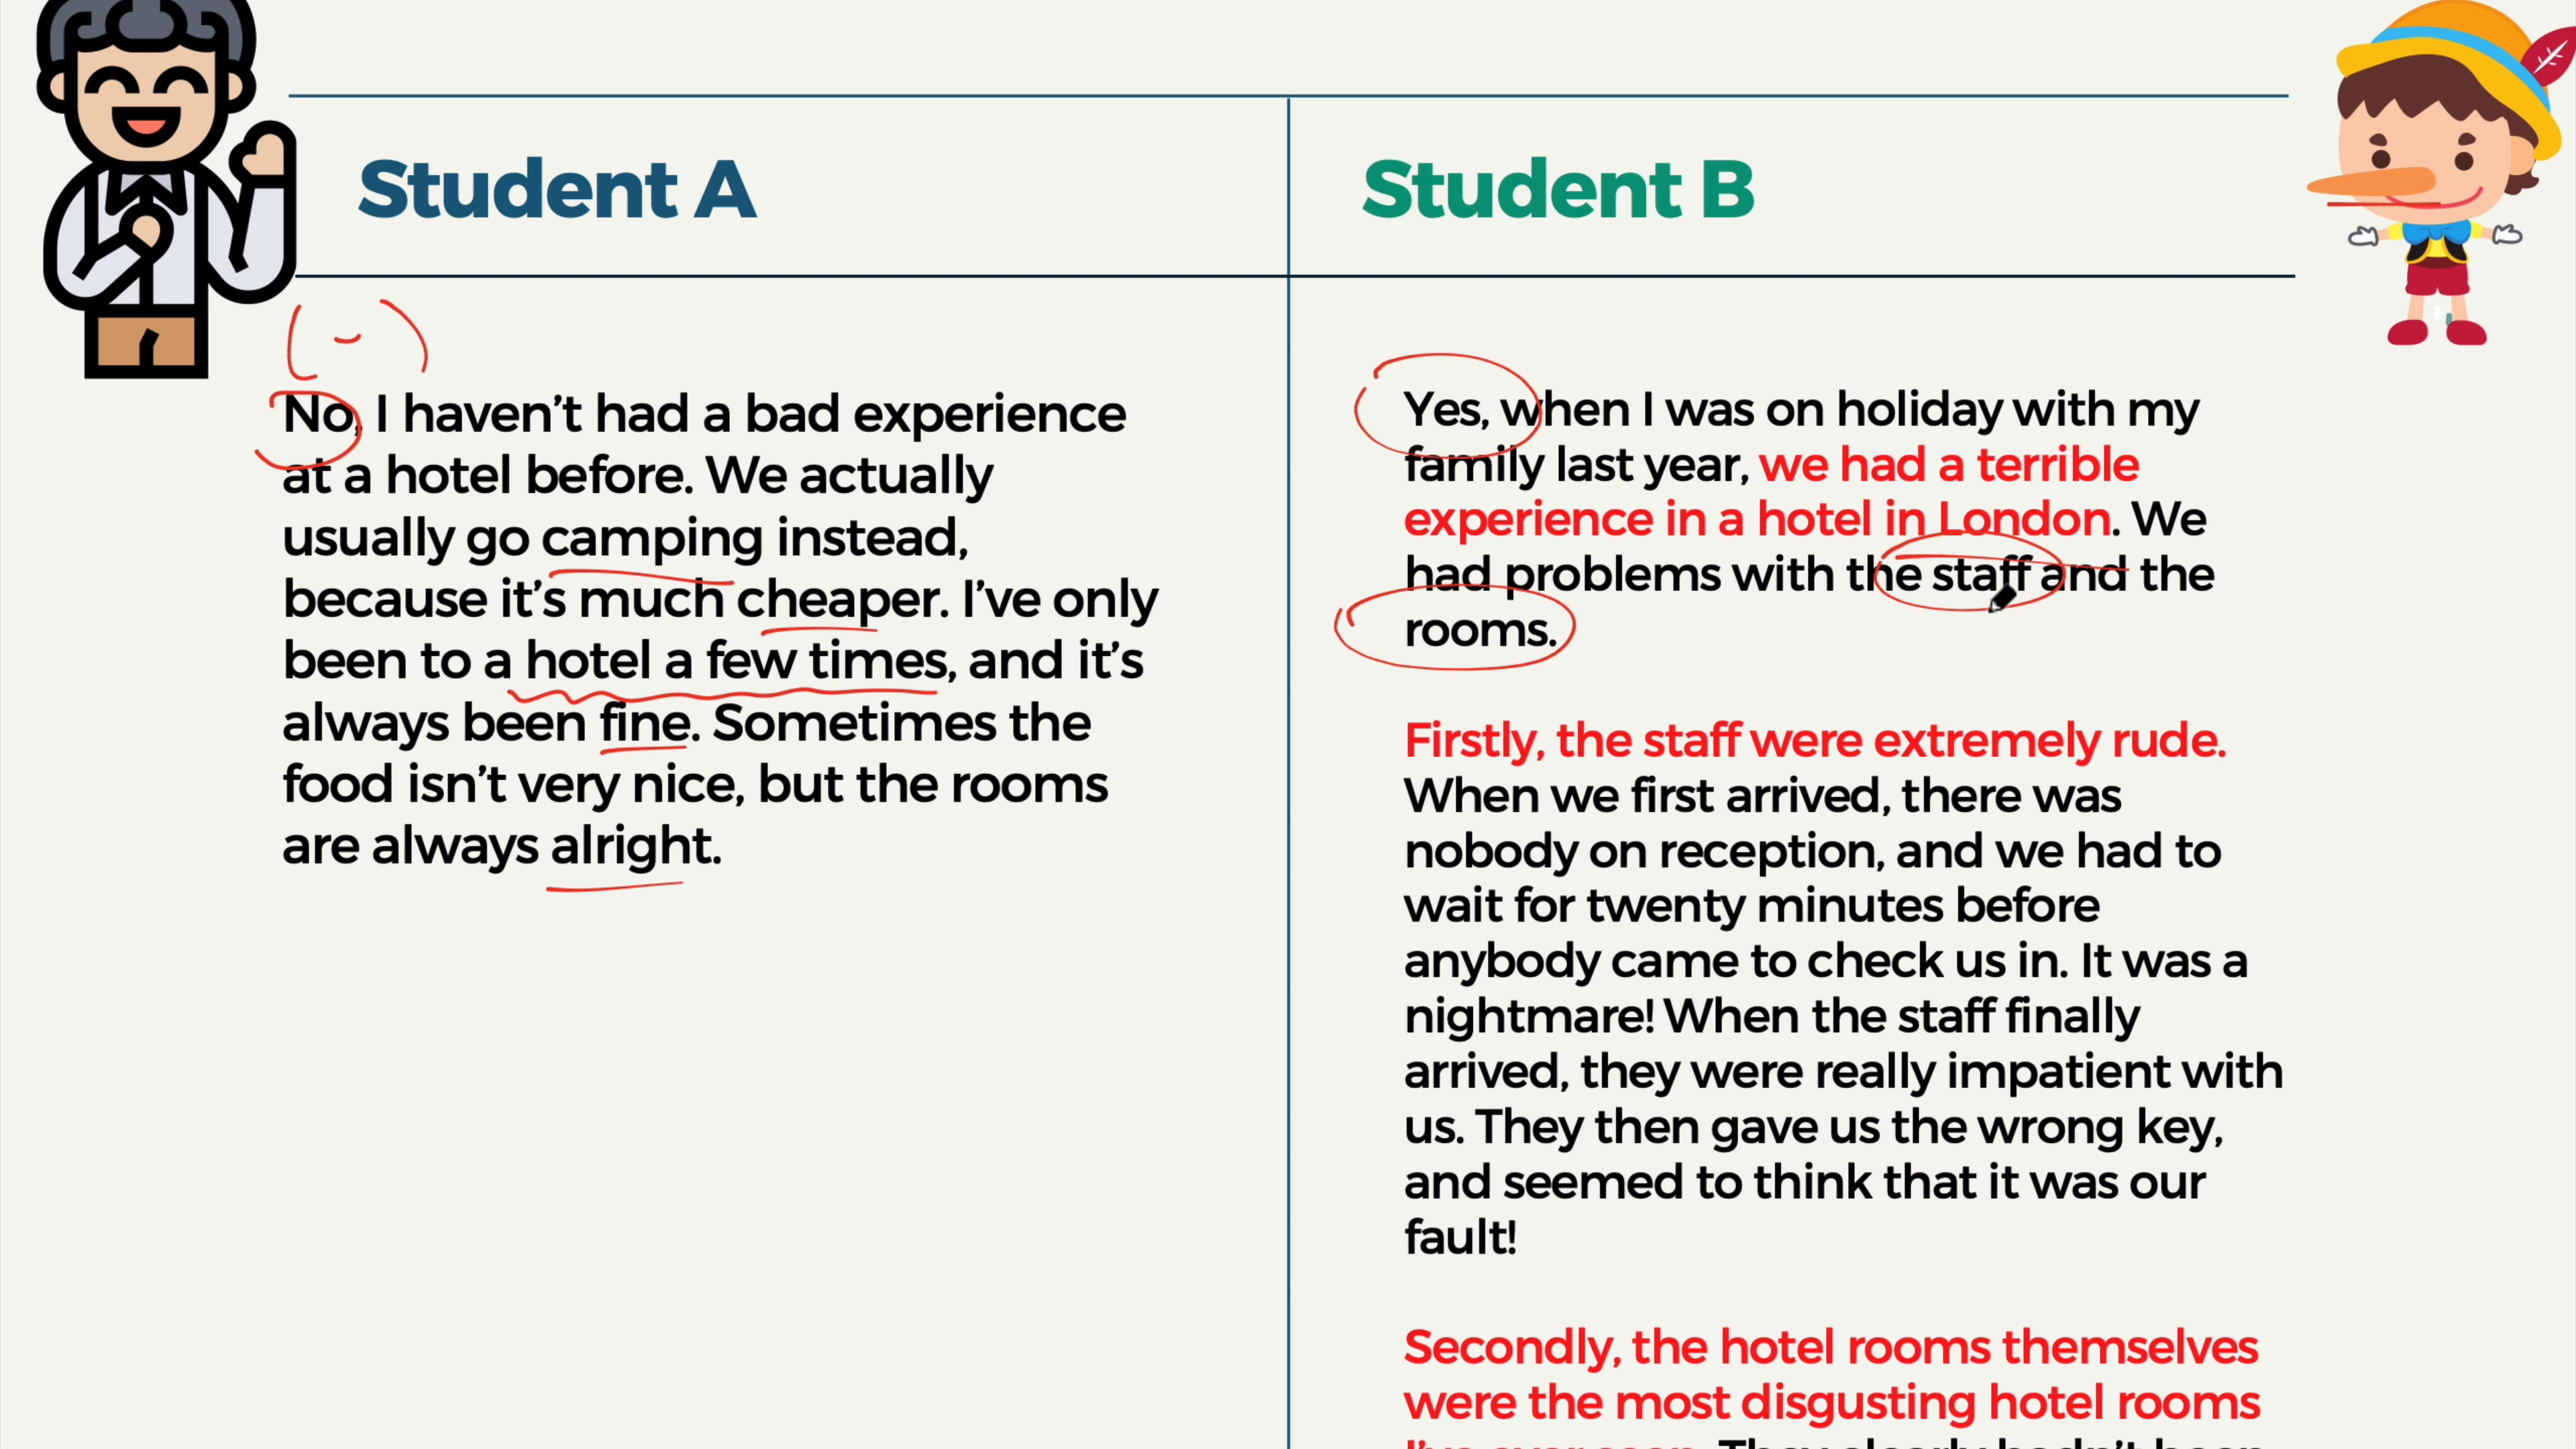 Student A
No, I haven't had a bad experience
at a hotel before. We actually
usually go camping instead,
because it's much cheaper. I've only
been to a hotel a few times, and it's
always been fine. Sometimes the
food isn't very nice, but the rooms
are always alright.
Student B
Yes, when I was on holiday with my
family last year, we had a terrible
experience in a hotel in London. We
had problems with the staff and the
rooms.
Firstly, the staff were extremely rude.
When we first arrived, there was
nobody on reception, and we had to
wait for twenty minutes before
anybody came to check us in. It was a
nightmare! When the staff finally
arrived, they were really impatient with
us. They then gave us the wrong key,
and seemed to think that it was our
fault!
Secondly, the hotel rooms themselves
were the most disgusting hotel rooms
I've ever seen. They clearly hadn't been